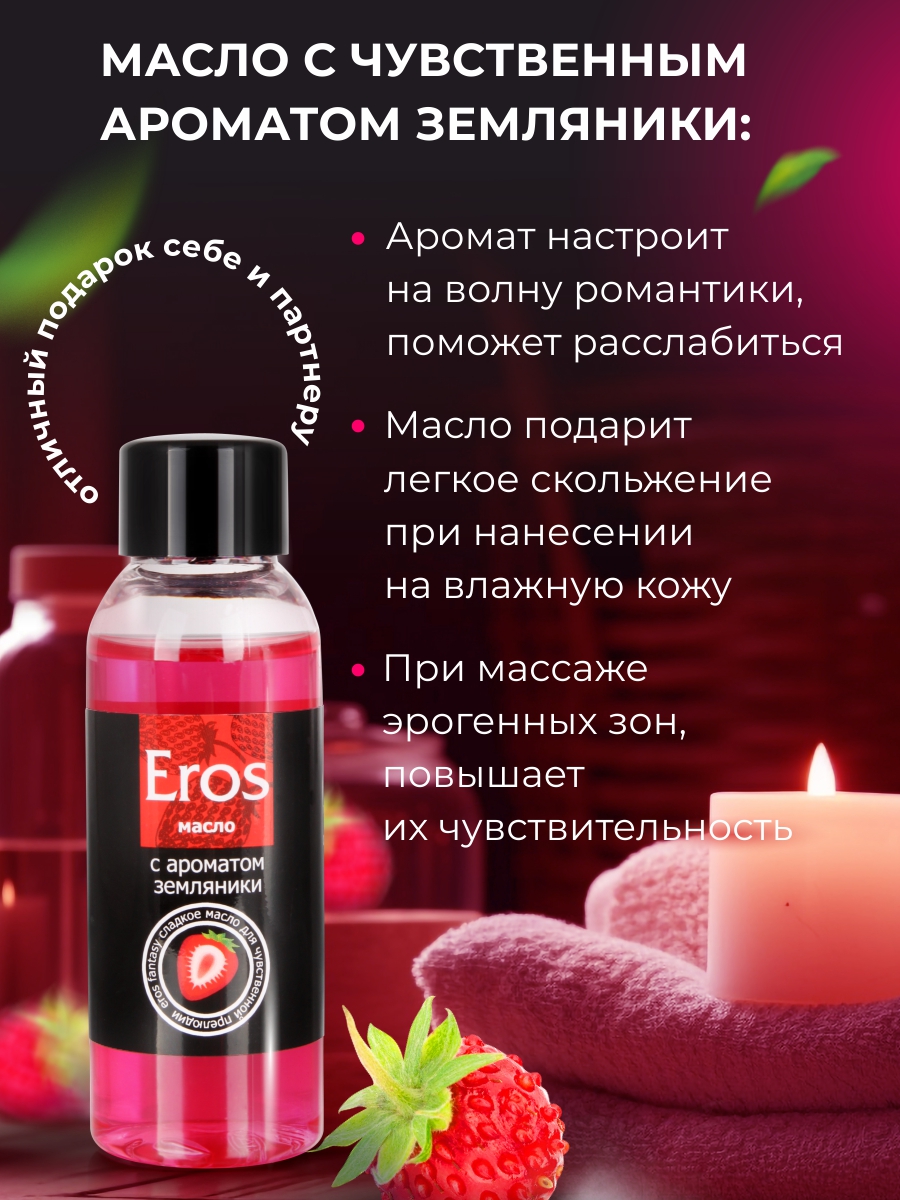 МАСЛО С ЧУВСТВЕННЫМ
АРОМАТОМ ЗЕМЛЯНИКИ:
отличный подарок себе и партнеру
• Аромат настроит
на волну романтики,
поможет расслабиться
• Масло подарит
легкое скольжение
при нанесении
на влажную кожу
• При массаже
эрогенных зон,
повышает
их чувствительность
Eros
масло
с ароматом
земляники
eros fantasy сладкое масло для чувственной прелюдии